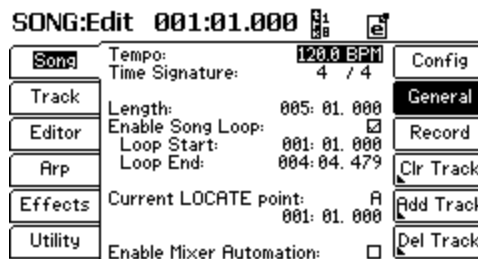 SONG:Edit 001:01.000
Song
Track
Editor
Arp
Effects
Utility
Tempo: 120.0 BPM
Time Signature: 4 / 4
Length: 005: 01. 000
Enable Song Loop:
Loop Start: 001: 01. 000
Loop End: 004: 04. 479
Current LOCATE point: A
001: 01. 000
Enable Mixer Automation:
Config
General
Record
Clr Track
Add Track
Del Track